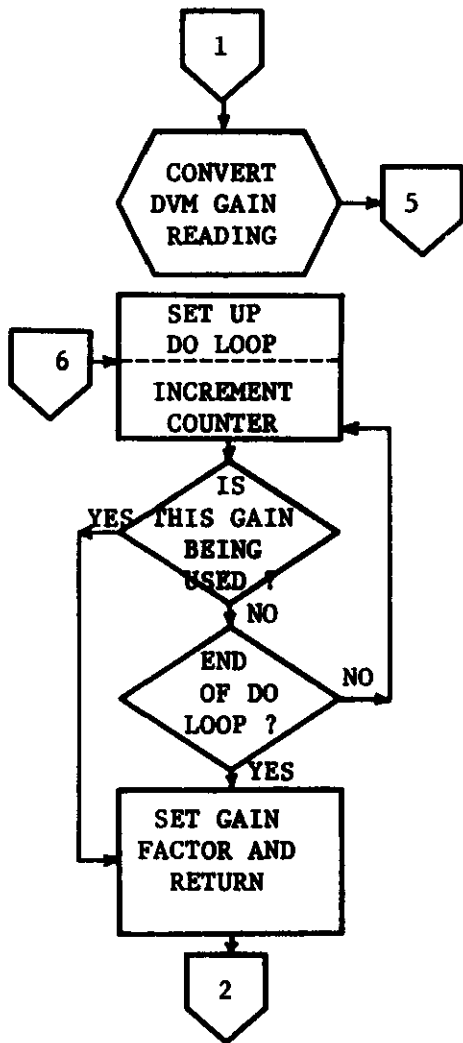 1
CONVERT
DVM GAIN
READING
5
SET UP
DO LOOP
6
INCREMENT
COUNTER
IS
YES THIS GAIN
BEING
USED ?
NO
END
OF DO
LOOP ?
NO
YES
SET GAIN
FACTOR AND
RETURN
2